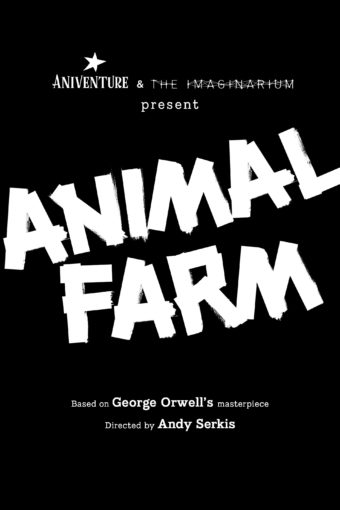 ANIVENTURE & THE IMAGINARIUM
present
ANIMAL
FARM
Based on George Orwell's masterpiece
Directed by Andy Serkis